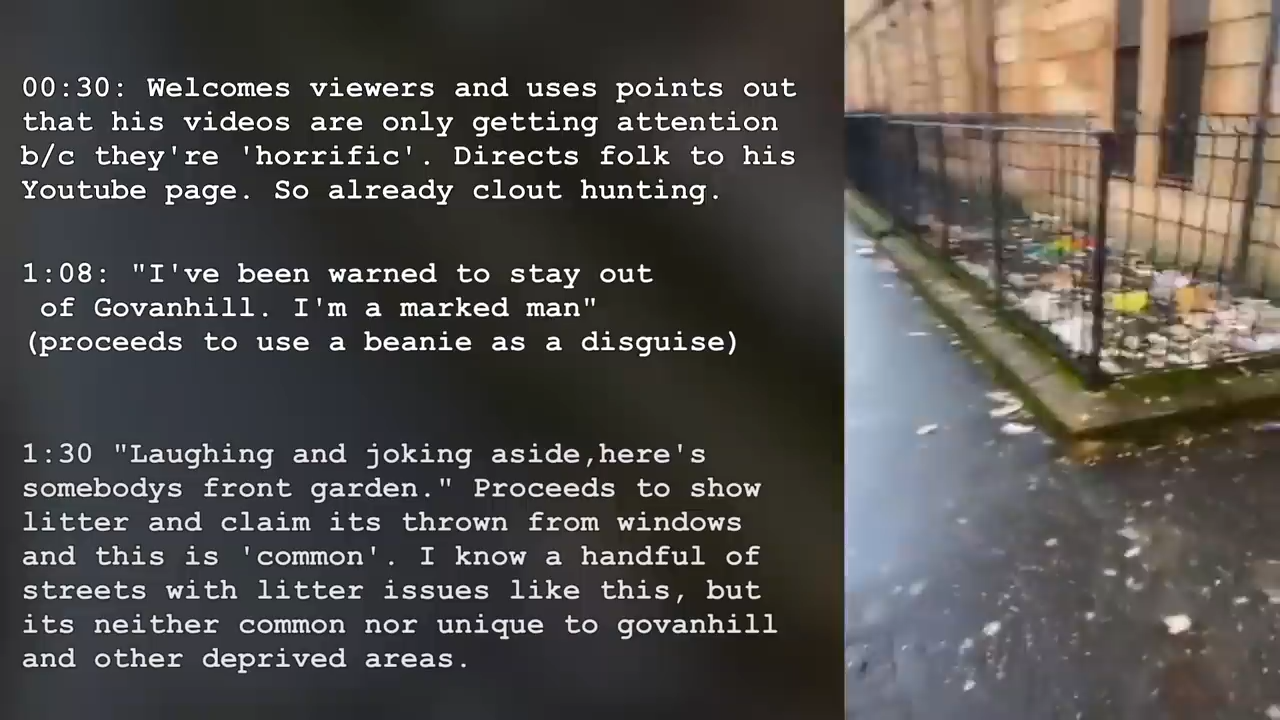 00:30: Welcomes viewers and uses points out
that his videos are only getting attention
b/c they're 'horrific'. Directs folk to his
Youtube page. So already clout hunting.
1:08: "I've been warned to stay out
of Govanhill. I'm a marked man"
(proceeds to use a beanie as a disguise)
1:30 "Laughing and joking aside,here's
somebodys front garden." Proceeds to show
litter and claim its thrown from windows
and this is 'common'. I know a handful of
streets with litter issues like this, but
its neither common nor unique to govanhill
and other deprived areas.